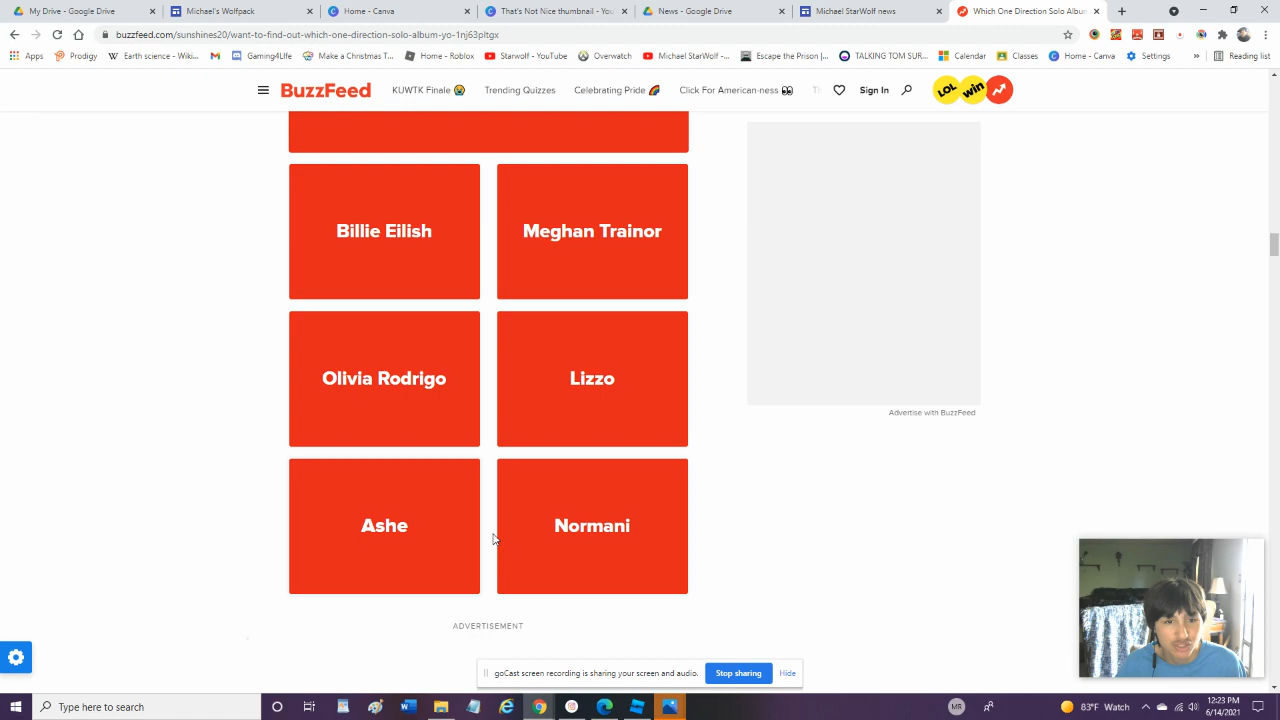 My Drive - Google Drive
Michael's Wolfpack
Home - Canva
That's Not Nice thumbnail - You
News - Google Drive
Michael StarWolf news
Which One Direction Solo Album
buzzfeed.com/sunshines20/want-to-find-out-which-one-direction-solo-album-yo-1nj63pltgx
Apps
Prodigy
Earth science - Wiki...
Gaming4Life
Make a Christmas T...
Home - Roblox
Starwolf - YouTube
Overwatch
Michael StarWolf -...
Escape the Prison |...
TALKING TOM SUR...
Calendar
Classes
Home - Canva
Settings
»
Reading list
BuzzFeed
KUWTK Finale 😭
Trending Quizzes
Celebrating Pride 🌈
Click For American-ness 👀
Sign In
LOL
win
Billie Eilish
Meghan Trainor
Olivia Rodrigo
Lizzo
Advertise with BuzzFeed
Ashe
Normani
ADVERTISEMENT
goCast screen recording is sharing your screen and audio.
Stop sharing
Hide
Type here to search
MR
83°F Watch
12:23 PM
6/14/2021